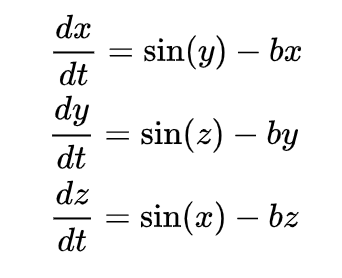 dx/dt = sin(y) − bx
dy/dt = sin(z) − by
dz/dt = sin(x) − bz